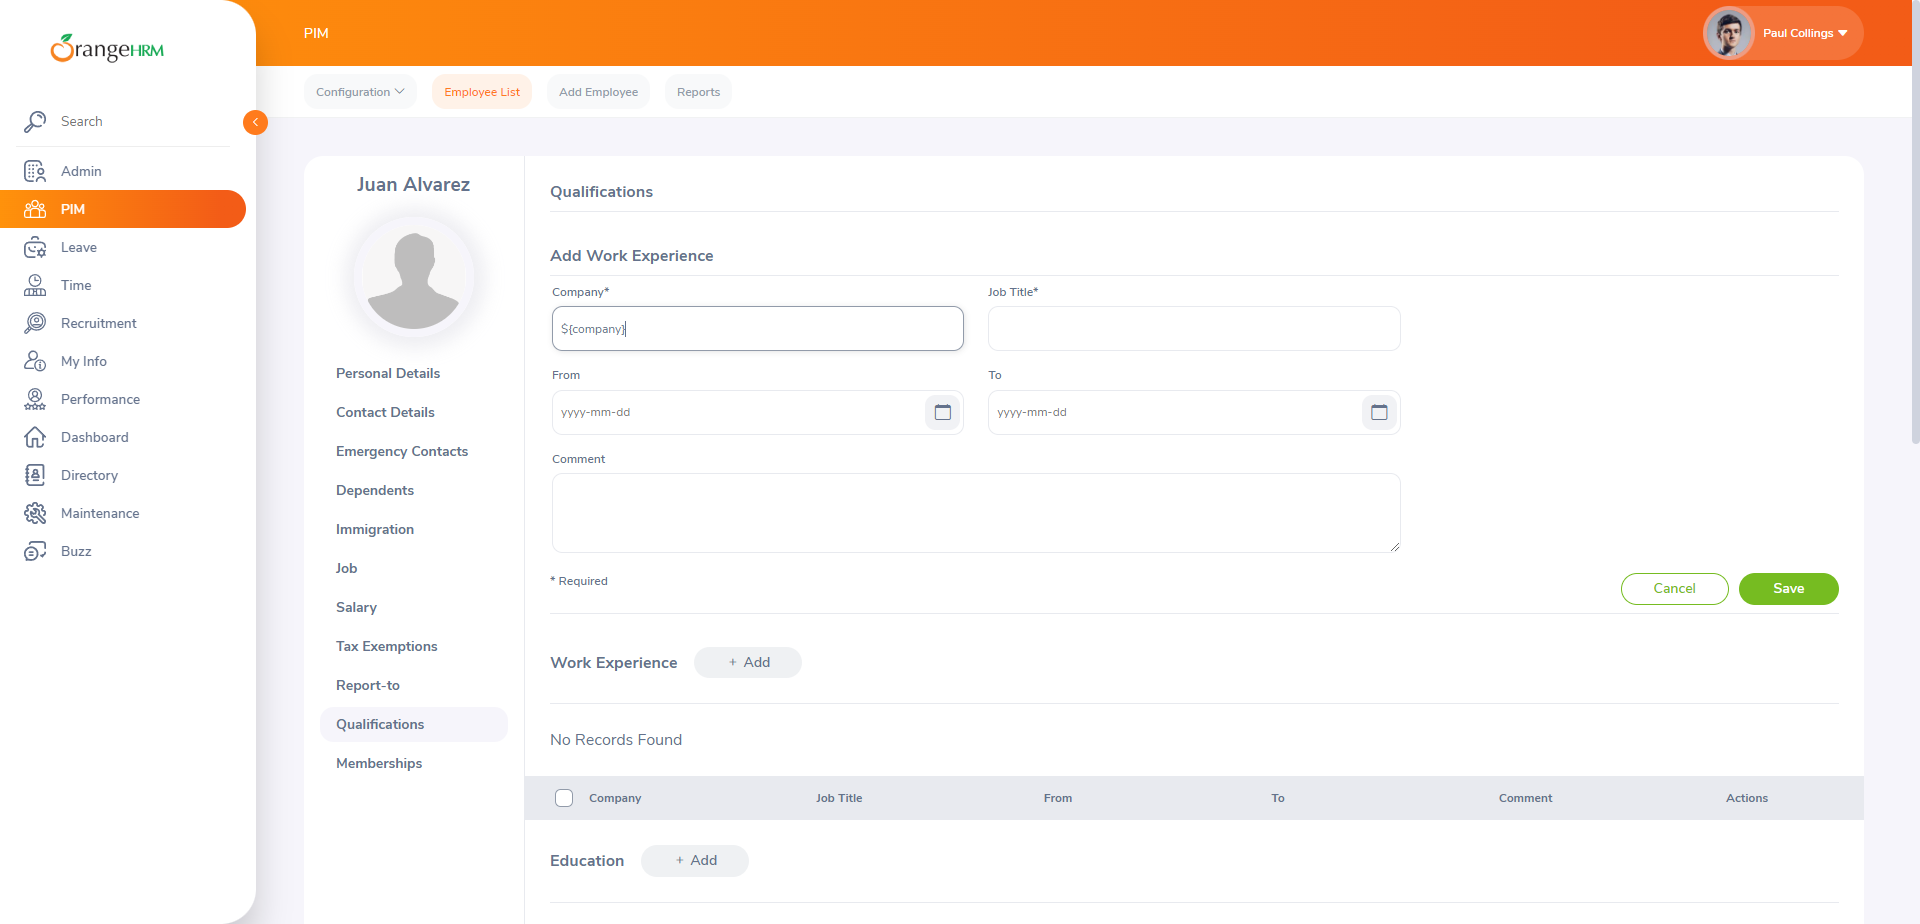 OrangeHRM
Search
Admin
PIM
Leave
Time
Recruitment
My Info
Performance
Dashboard
Directory
Maintenance
Buzz
PIM
Paul Collings
Configuration
Employee List
Add Employee
Reports
Juan Alvarez
Personal Details
Contact Details
Emergency Contacts
Dependents
Immigration
Job
Salary
Tax Exemptions
Report-to
Qualifications
Memberships
Qualifications
Add Work Experience
Company* Job Title*
${company}
From To
yyyy-mm-dd yyyy-mm-dd
Comment
* Required
Cancel Save
Work Experience + Add
No Records Found
Company Job Title From To Comment Actions
Education + Add